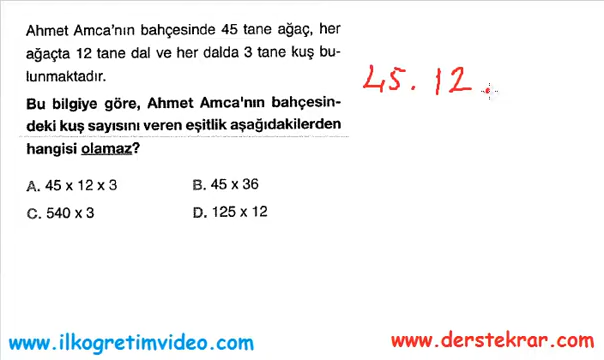 Ahmet Amca'nın bahçesinde 45 tane ağaç, her
ağaçta 12 tane dal ve her dalda 3 tane kuş bu-
lunmaktadır.
Bu bilgiye göre, Ahmet Amca'nın bahçesin-
deki kuş sayısını veren eşitlik aşağıdakilerden
hangisi olamaz?
A. 45 x 12 x 3
B. 45 x 36
C. 540 x 3
D. 125 x 12
45 . 12 .
www.ilkogretimvideo.com
www.derstekrar.com